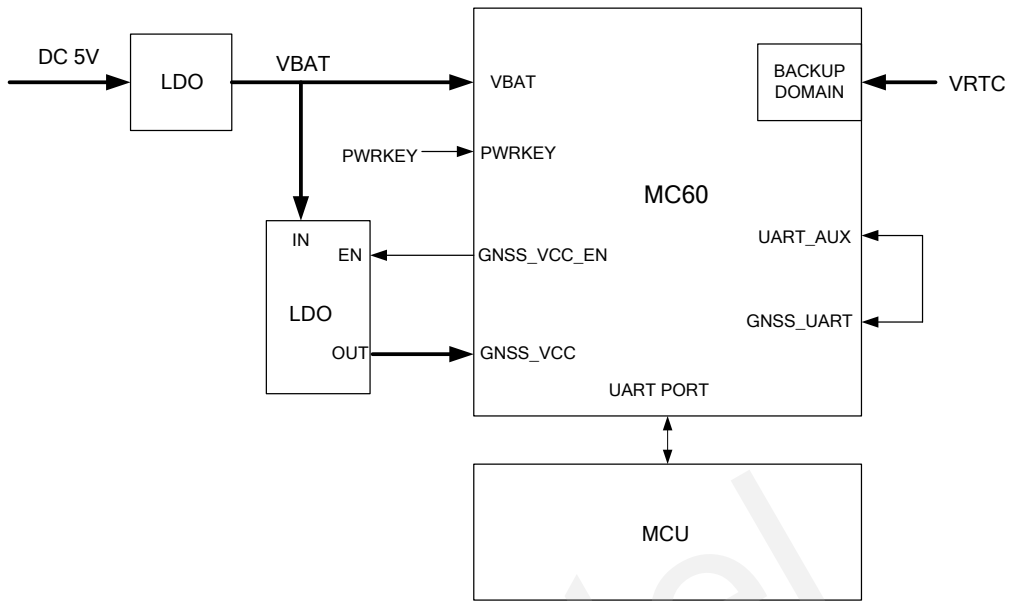 DC 5V
LDO
VBAT
VBAT
BACKUP
DOMAIN
VRTC
PWRKEY
PWRKEY
MC60
IN
EN
GNSS_VCC_EN
UART_AUX
LDO
GNSS_UART
OUT
GNSS_VCC
UART PORT
MCU